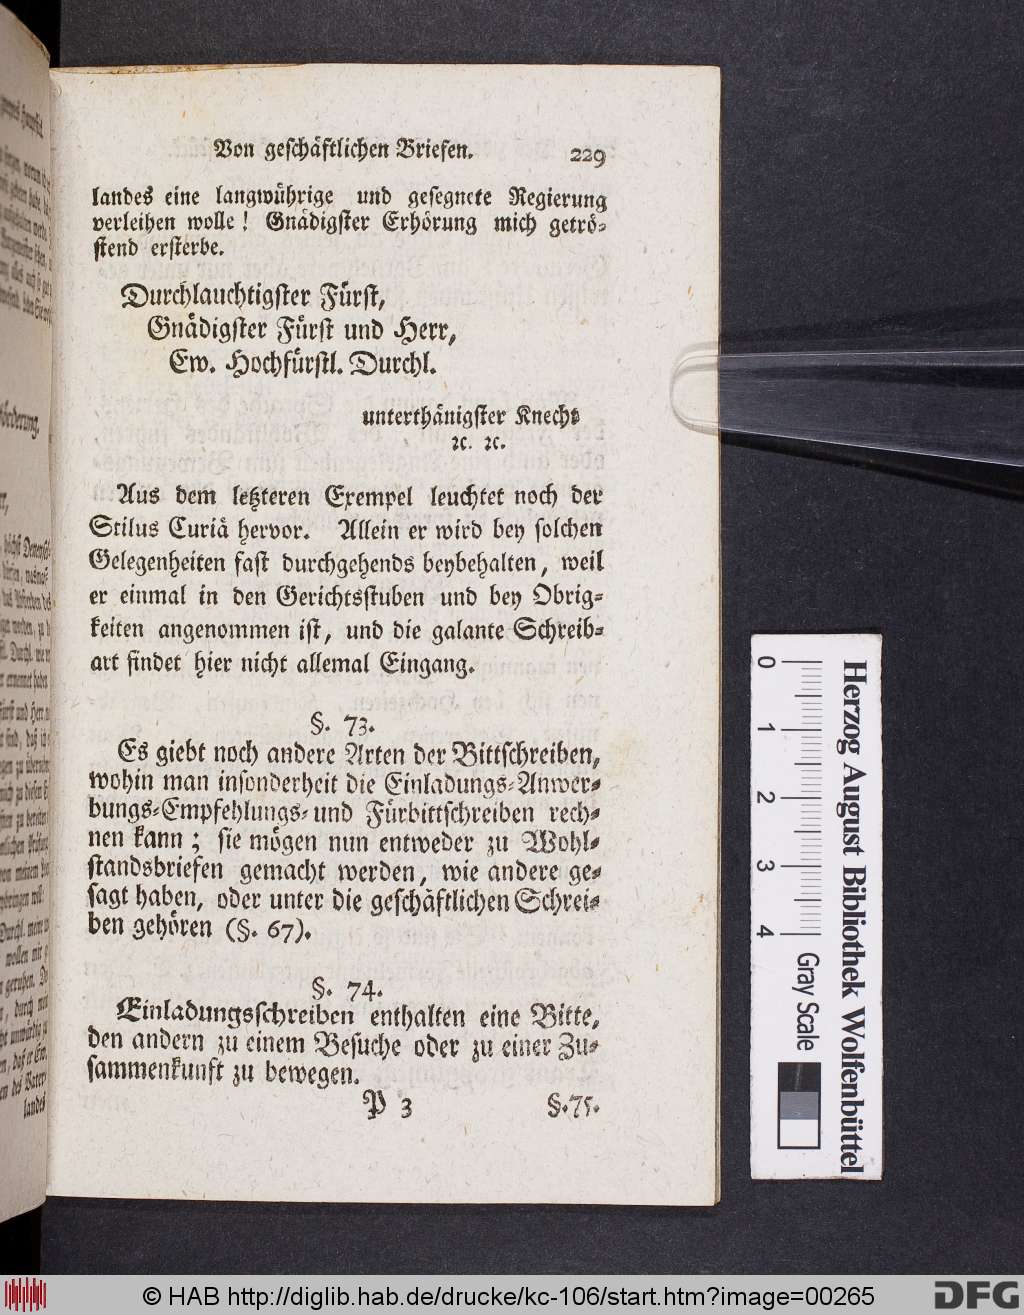 Von geschäftlichen Briefen. 229
landes eine langwührige und gesegnete Regierung
verleihen wolle! Gnädigster Erhörung mich getrö-
stend ersterbe.
Durchlauchtigster Fürst,
Gnädigster Fürst und Herr,
Ew. Hochfürstl. Durchl.
unterthänigster Knecht
ꝛc. ꝛc.
Aus dem letzteren Exempel leuchtet noch der
Stilus Curiä hervor. Allein er wird bey solchen
Gelegenheiten fast durchgehends beybehalten, weil
er einmal in den Gerichtsstuben und bey Obrig-
keiten angenommen ist, und die galante Schreib-
art findet hier nicht allemal Eingang.
§. 73.
Es giebt noch andere Arten der Bittschreiben,
wohin man insonderheit die Einladungs-Anwer-
bungs-Empfehlungs- und Fürbittschreiben rech-
nen kann; sie mögen nun entweder zu Wohl-
standsbriefen gemacht werden, wie andere ge-
sagt haben, oder unter die geschäftlichen Schrei-
ben gehören (§. 67).
§. 74.
Einladungsschreiben enthalten eine Bitte,
den andern zu einem Besuche oder zu einer Zu-
sammenkunft zu bewegen.
P 3 §. 75.
0 1 2 3 4
Gray Scale
Herzog August Bibliothek Wolfenbüttel
© HAB http://diglib.hab.de/drucke/kc-106/start.htm?image=00265
DFG